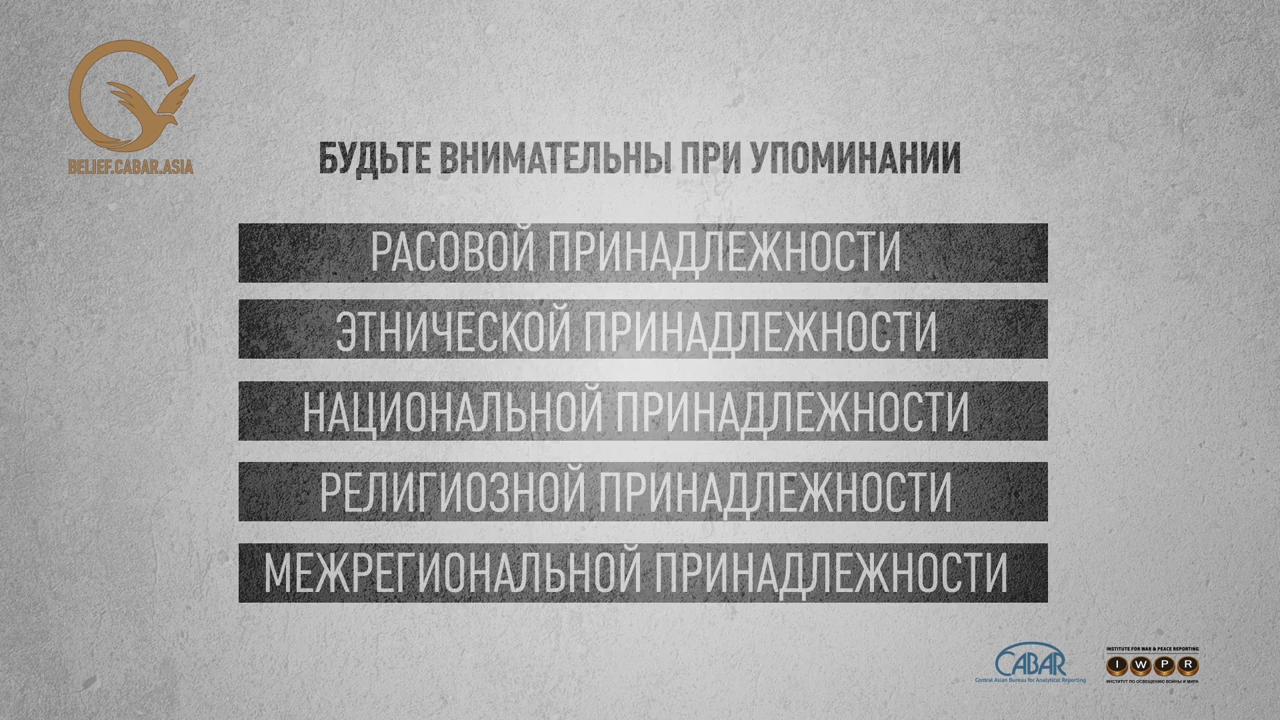 BELIEF.CABAR.ASIA
БУДЬТЕ ВНИМАТЕЛЬНЫ ПРИ УПОМИНАНИИ
РАСОВОЙ ПРИНАДЛЕЖНОСТИ
ЭТНИЧЕСКОЙ ПРИНАДЛЕЖНОСТИ
НАЦИОНАЛЬНОЙ ПРИНАДЛЕЖНОСТИ
РЕЛИГИОЗНОЙ ПРИНАДЛЕЖНОСТИ
МЕЖРЕГИОНАЛЬНОЙ ПРИНАДЛЕЖНОСТИ
CABAR
Central Asian Bureau for Analytical Reporting
INSTITUTE FOR WAR & PEACE REPORTING
I W P R
ИНСТИТУТ ПО ОСВЕЩЕНИЮ ВОЙНЫ И МИРА